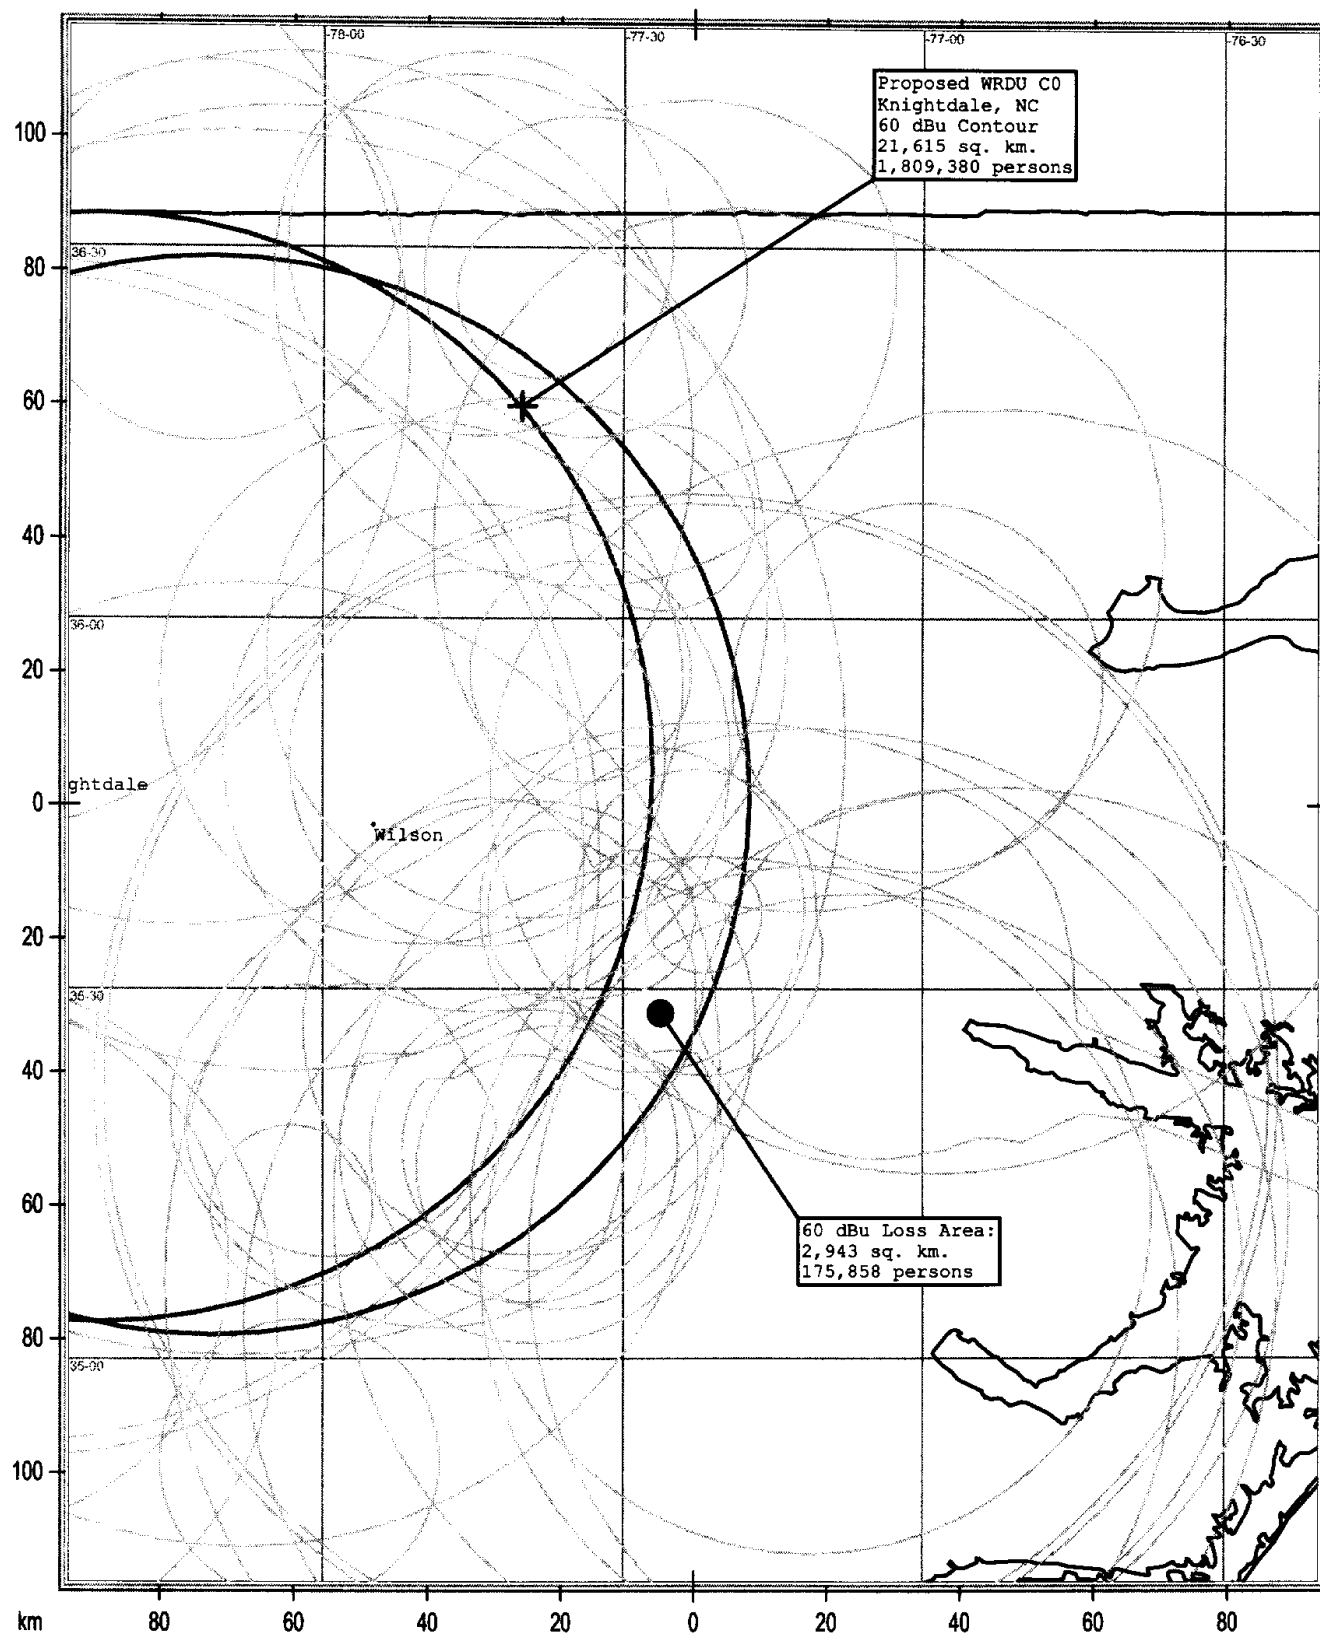 -78-00
-77-30
-77-00
-76-30
Proposed WRDU C0
Knightdale, NC
60 dBu Contour
21,615 sq. km.
1,809,380 persons
100
36-30
80
60
40
36-00
20
ghtdale
0
Wilson
20
36-30
40
60
60 dBu Loss Area:
2,943 sq. km.
175,858 persons
80
35-00
100
km
80
60
40
20
0
20
40
60
80